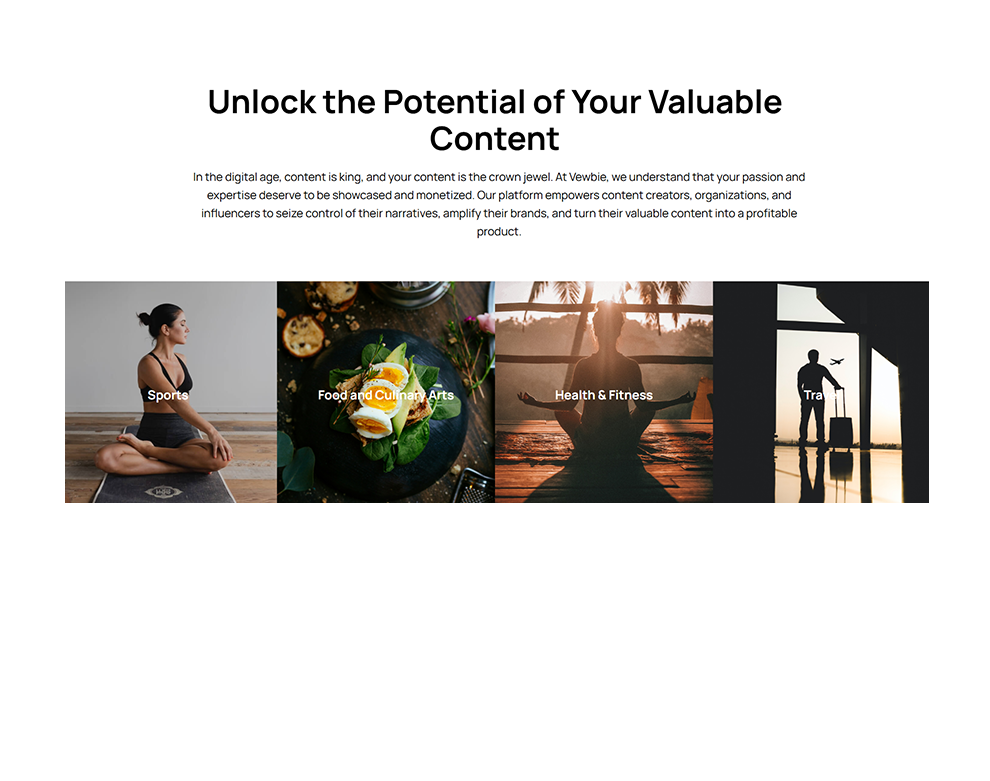 Unlock the Potential of Your Valuable
Content
In the digital age, content is king, and your content is the crown jewel. At Vewbie, we understand that your passion and
expertise deserve to be showcased and monetized. Our platform empowers content creators, organizations, and
influencers to seize control of their narratives, amplify their brands, and turn their valuable content into a profitable
product.
Sports
Food and Culinary Arts
Health & Fitness
Travel